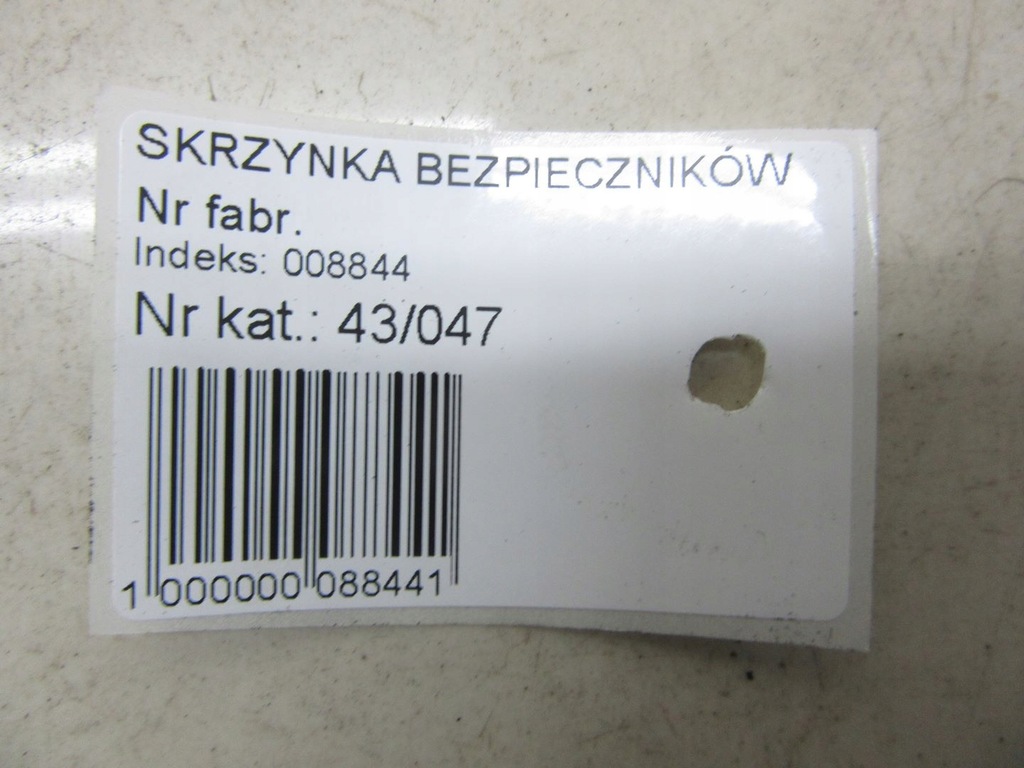 SKRZYNKA BEZPIECZNIKÓW
Nr fabr.
Indeks: 008844
Nr kat.: 43/047
1 000000 088441